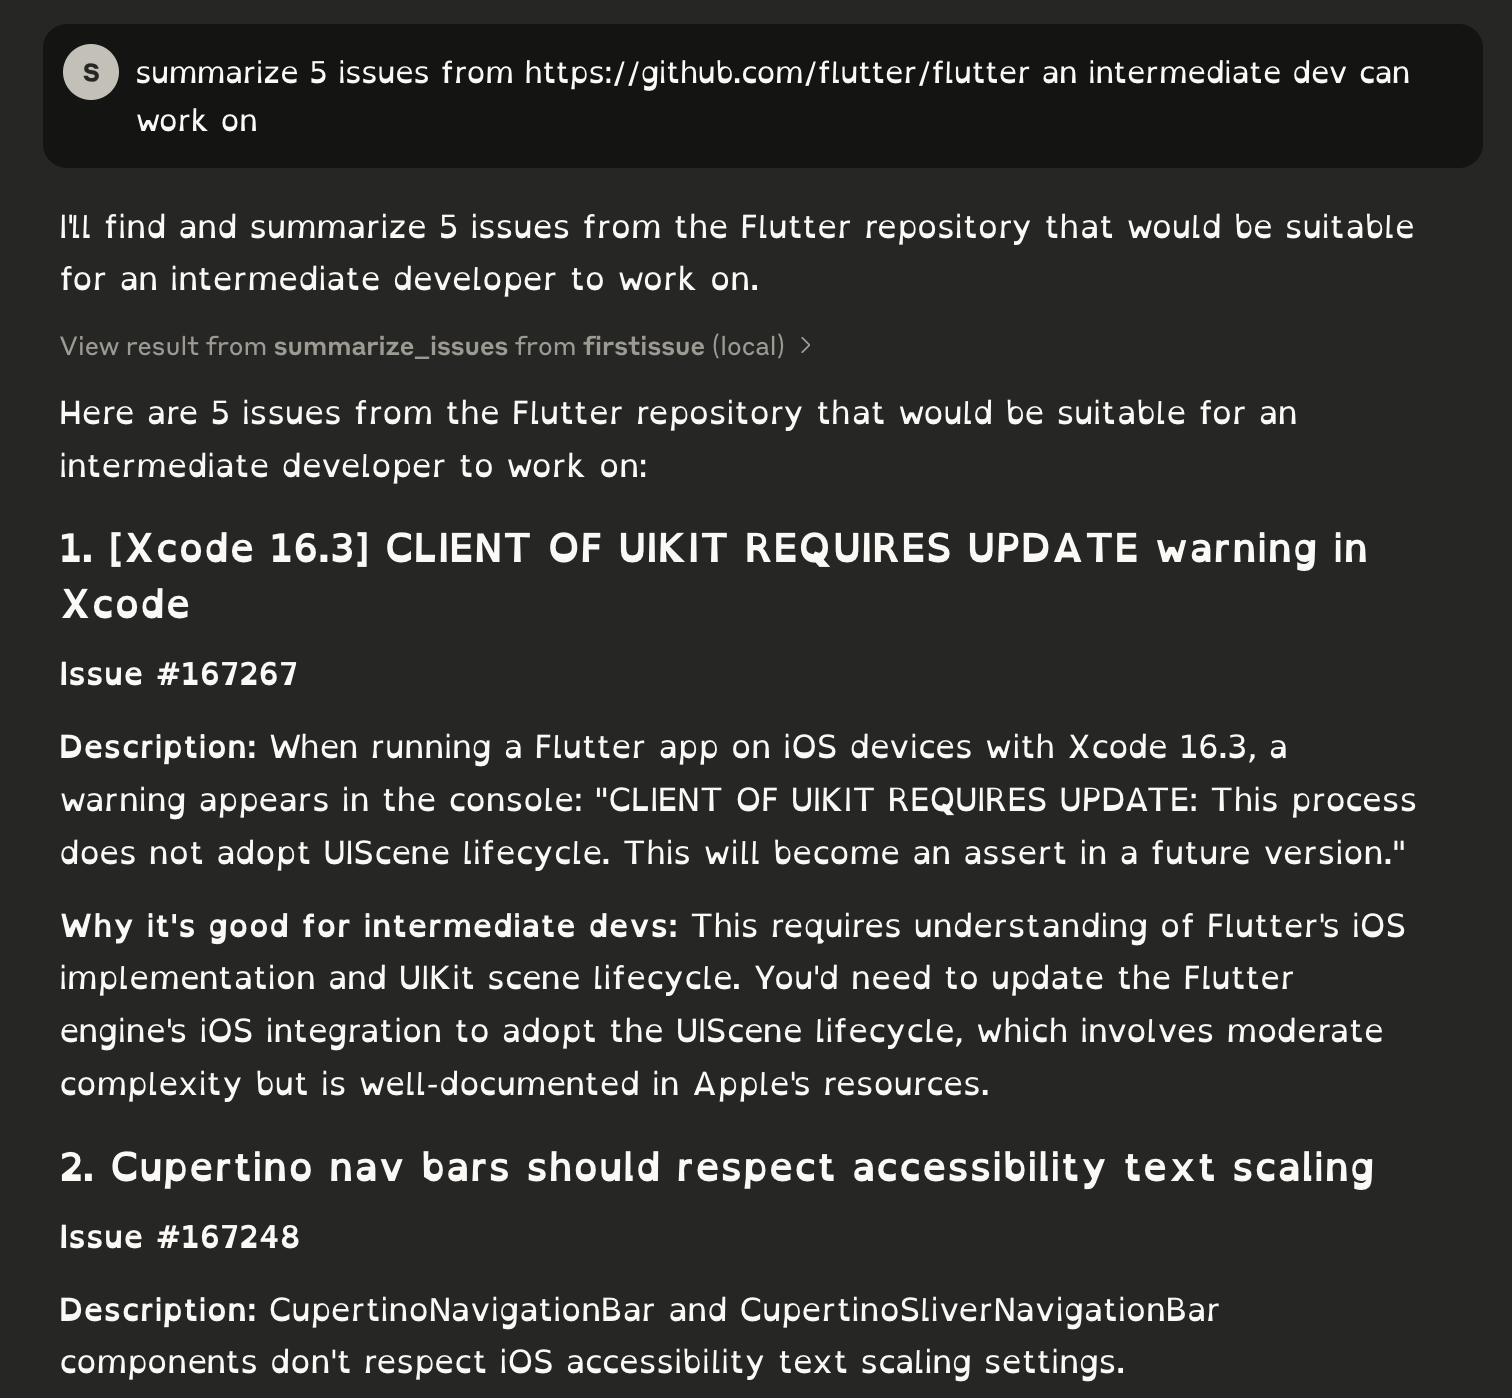 S
summarize 5 issues from https://github.com/flutter/flutter an intermediate dev can
work on
I'll find and summarize 5 issues from the Flutter repository that would be suitable
for an intermediate developer to work on.
View result from summarize_issues from firstissue (local) >
Here are 5 issues from the Flutter repository that would be suitable for an
intermediate developer to work on:
1. [Xcode 16.3] CLIENT OF UIKIT REQUIRES UPDATE warning in
Xcode
Issue #167267
Description: When running a Flutter app on iOS devices with Xcode 16.3, a
warning appears in the console: "CLIENT OF UIKIT REQUIRES UPDATE: This process
does not adopt UIScene lifecycle. This will become an assert in a future version."
Why it's good for intermediate devs: This requires understanding of Flutter's iOS
implementation and UIKit scene lifecycle. You'd need to update the Flutter
engine's iOS integration to adopt the UIScene lifecycle, which involves moderate
complexity but is well-documented in Apple's resources.
2. Cupertino nav bars should respect accessibility text scaling
Issue #167248
Description: CupertinoNavigationBar and CupertinoSliverNavigationBar
components don't respect iOS accessibility text scaling settings.